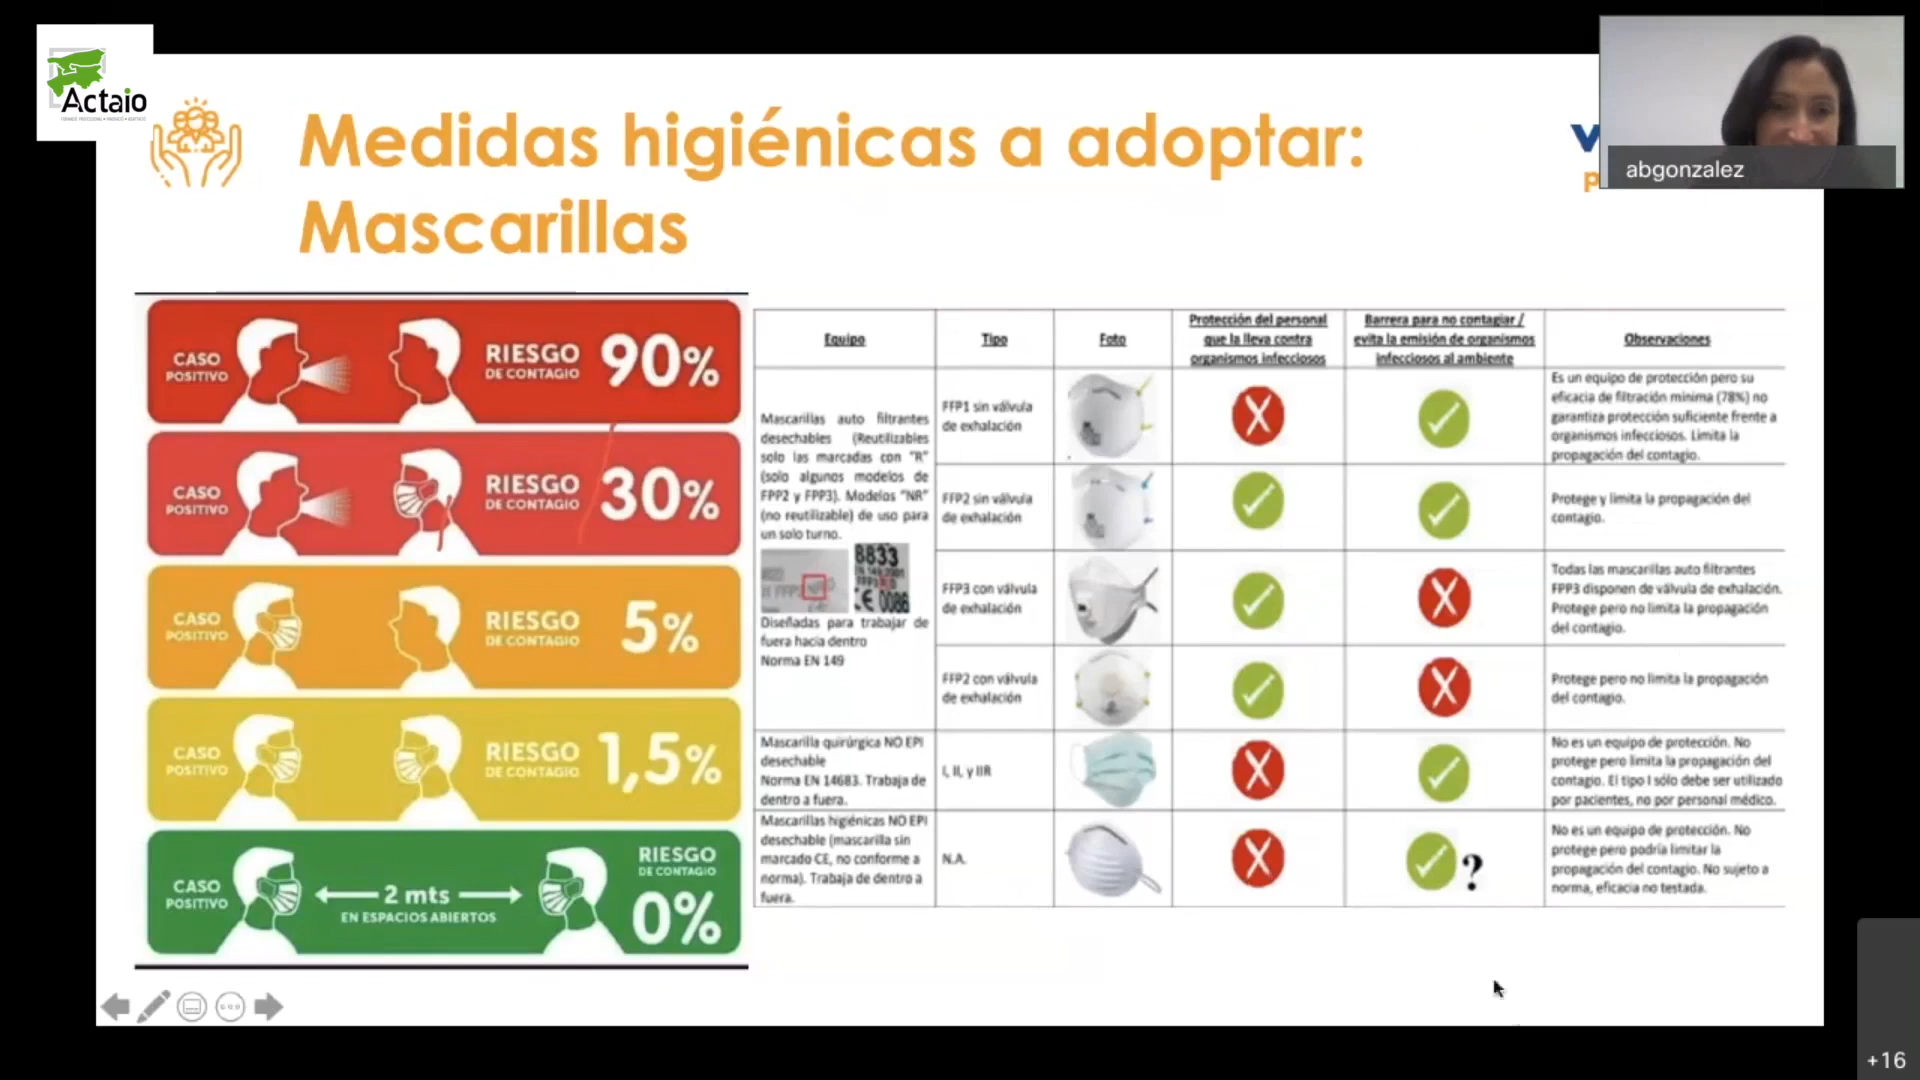 Actaio
Medidas higiénicas a adoptar:
Mascarillas
abgonzalez
CASO
POSITIVO
RIESGO
DE CONTAGIO
90%
CASO
POSITIVO
RIESGO
DE CONTAGIO
30%
CASO
POSITIVO
RIESGO
DE CONTAGIO
5%
CASO
POSITIVO
RIESGO
DE CONTAGIO
1,5%
CASO
POSITIVO
2 mts
EN ESPACIOS ABIERTOS
RIESGO
DE CONTAGIO
0%
Equipo
Tipo
Foto
Protección del personal
que la lleva contra
organismos infecciosos
Barrera para no contagiar /
evita la emisión de organismos
infecciosos al ambiente
Observaciones
Mascarillas auto filtrantes
desechables (Reutilizables
solo las marcadas con "R"
(solo algunos modelos de
FPP2 y FPP3). Modelos "NR"
(no reutilizable) de uso para
un solo turno.
8833
CE 0086
Diseñadas para trabajar de
fuera hacia dentro
Norma EN 149
FFP1 sin válvula
de exhalación
Es un equipo de protección pero su
eficacia de filtración mínima (78%) no
garantiza protección suficiente frente a
organismos infecciosos. Limita la
propagación del contagio.
FFP2 sin válvula
de exhalación
Protege y limita la propagación del
contagio.
FFP3 con válvula
de exhalación
Todas las mascarillas auto filtrantes
FPP3 disponen de válvula de exhalación.
Protege pero no limita la propagación
del contagio.
FFP2 con válvula
de exhalación
Protege pero no limita la propagación
del contagio.
Mascarilla quirúrgica NO EPI
desechable
Norma EN 14683. Trabaja de
dentro a fuera.
I, II, y IIR
No es un equipo de protección. No
protege pero limita la propagación del
contagio. El tipo I sólo debe ser utilizado
por pacientes, no por personal médico.
Mascarillas higiénicas NO EPI
desechable (mascarilla sin
marcado CE, no conforme a
norma). Trabaja de dentro a
fuera.
N.A.
?
No es un equipo de protección. No
protege pero podría limitar la
propagación del contagio. No sujeto a
norma, eficacia no testada.
+16